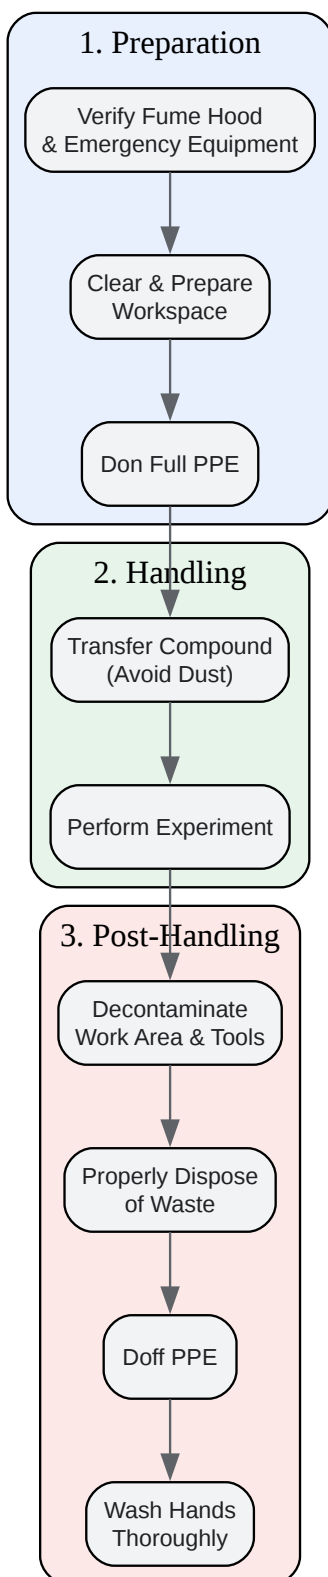 1. Preparation
Verify Fume Hood
& Emergency Equipment
Clear & Prepare
Workspace
Don Full PPE
2. Handling
Transfer Compound
(Avoid Dust)
Perform Experiment
3. Post-Handling
Decontaminate
Work Area & Tools
Properly Dispose
of Waste
Doff PPE
Wash Hands
Thoroughly